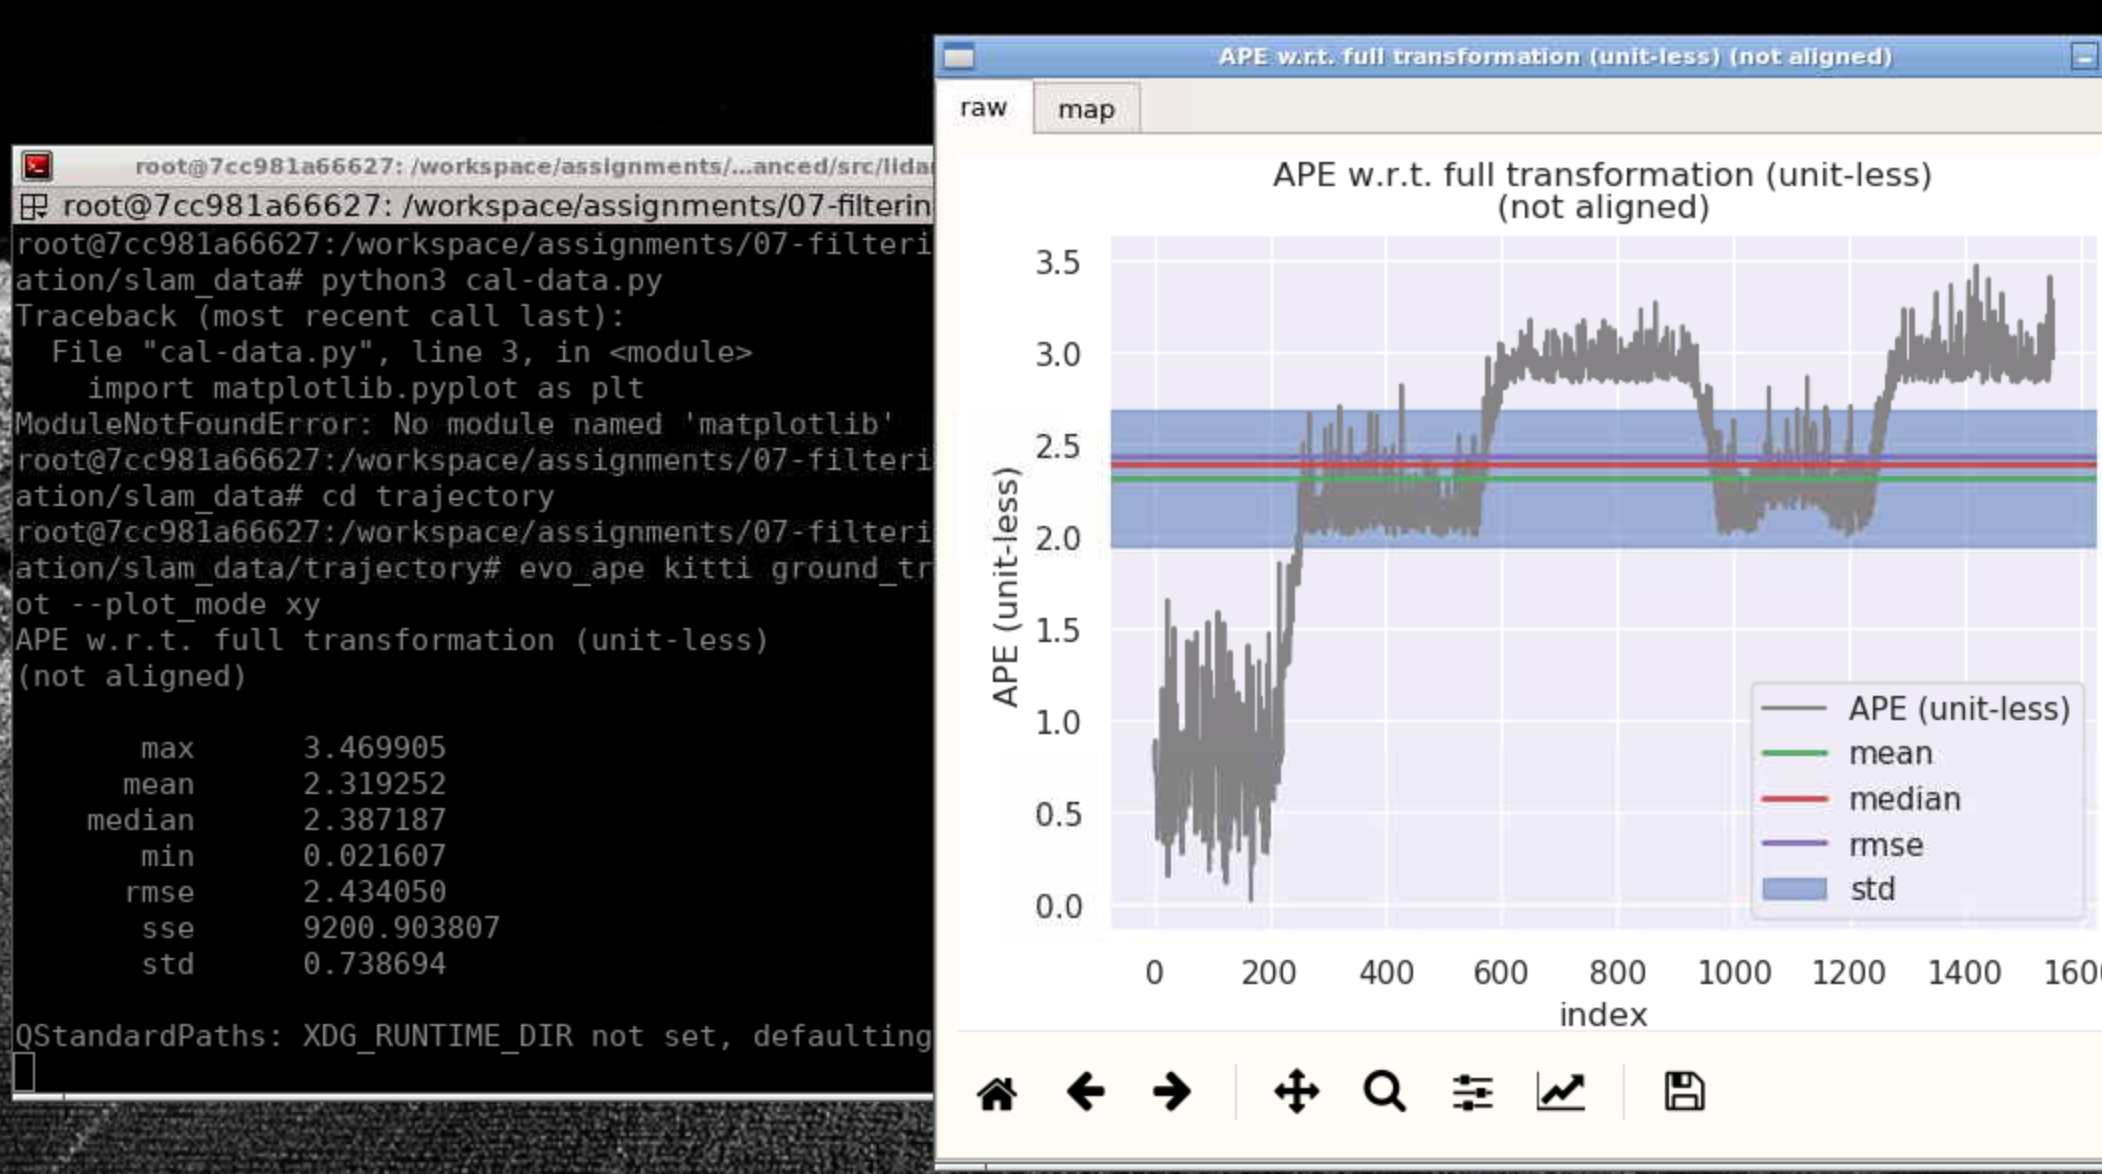 root@7cc981a66627: /workspace/assignments/...anced/src/lidar
root@7cc981a66627: /workspace/assignments/07-filterin
root@7cc981a66627:/workspace/assignments/07-filteri
ation/slam_data# python3 cal-data.py
Traceback (most recent call last):
  File "cal-data.py", line 3, in <module>
    import matplotlib.pyplot as plt
ModuleNotFoundError: No module named 'matplotlib'
root@7cc981a66627:/workspace/assignments/07-filteri
ation/slam_data# cd trajectory
root@7cc981a66627:/workspace/assignments/07-filteri
ation/slam_data/trajectory# evo_ape kitti ground_tr
ot --plot_mode xy
APE w.r.t. full transformation (unit-less)
(not aligned)
max 3.469905
mean 2.319252
median 2.387187
min 0.021607
rmse 2.434050
sse 9200.903807
std 0.738694
QStandardPaths: XDG_RUNTIME_DIR not set, defaulting
APE w.r.t. full transformation (unit-less) (not aligned)
raw map
APE w.r.t. full transformation (unit-less)
(not aligned)
APE (unit-less)
3.5
3.0
2.5
2.0
1.5
1.0
0.5
0.0
APE (unit-less)
mean
median
rmse
std
0 200 400 600 800 1000 1200 1400 1600
index